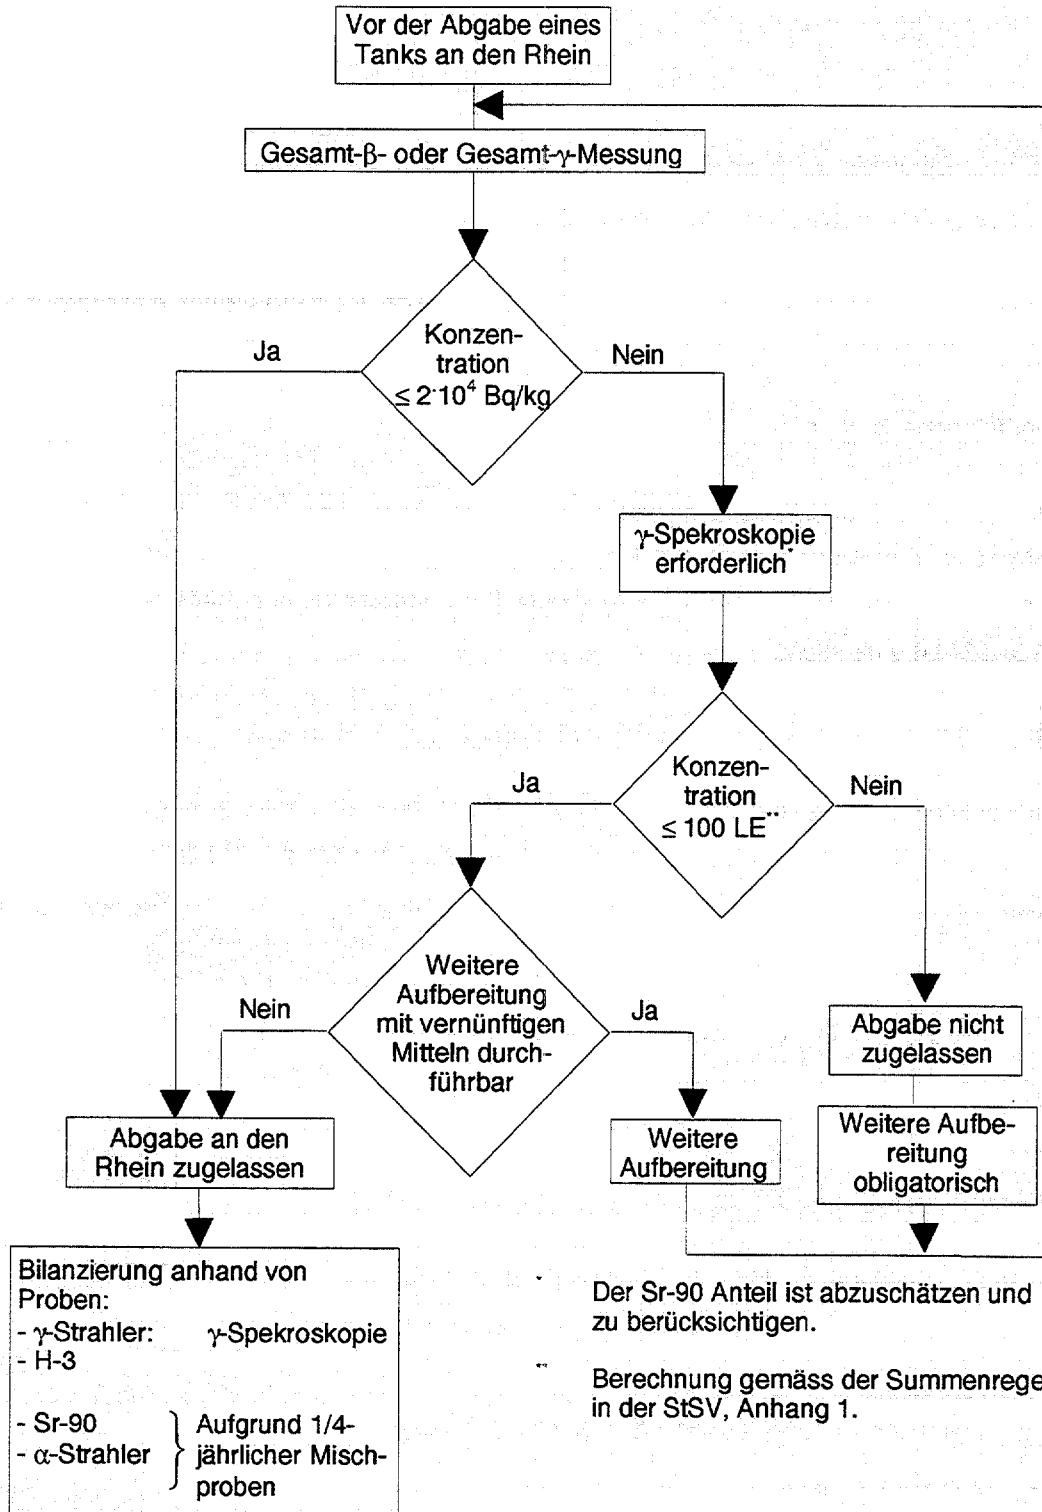 Vor der Abgabe eines
Tanks an den Rhein
Gesamt-β- oder Gesamt-γ-Messung
Konzen-
tration
≤ 2·10⁴ Bq/kg
Ja
Nein
γ-Spekroskopie
erforderlich*
Konzen-
tration
≤ 100 LE**
Ja
Nein
Weitere
Aufbereitung
mit vernünftigen
Mitteln durch-
führbar
Nein
Ja
Abgabe nicht
zugelassen
Abgabe an den
Rhein zugelassen
Weitere
Aufbereitung
Weitere Aufbe-
reitung
obligatorisch
Bilanzierung anhand von
Proben:
- γ-Strahler: γ-Spekroskopie
- H-3
- Sr-90
- α-Strahler
Aufgrund 1/4-
jährlicher Misch-
proben
* Der Sr-90 Anteil ist abzuschätzen und
zu berücksichtigen.
** Berechnung gemäss der Summenrege
in der StSV, Anhang 1.